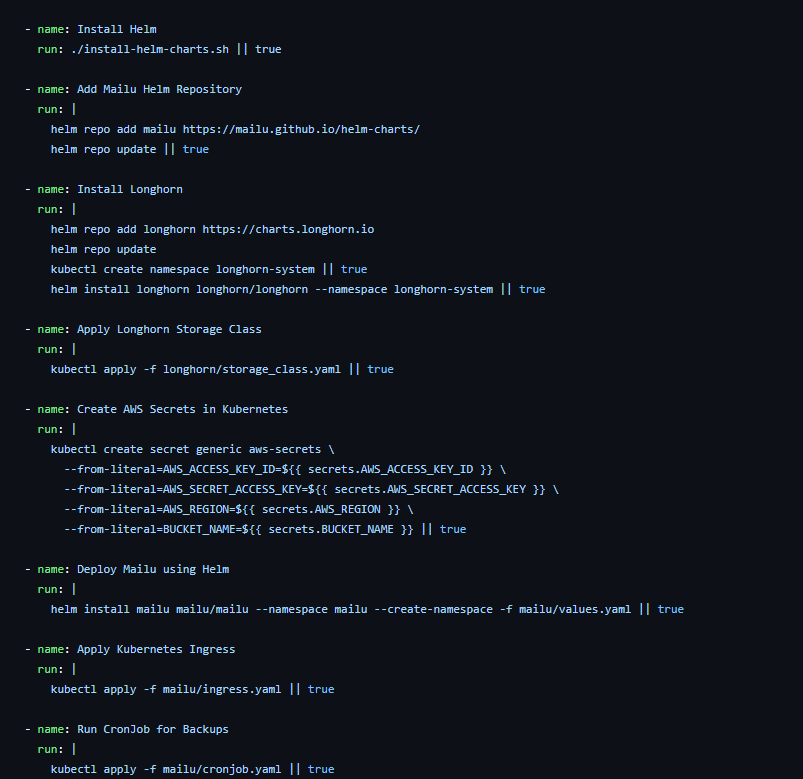 - name: Install Helm
  run: ./install-helm-charts.sh || true

- name: Add Mailu Helm Repository
  run: |
    helm repo add mailu https://mailu.github.io/helm-charts/
    helm repo update || true

- name: Install Longhorn
  run: |
    helm repo add longhorn https://charts.longhorn.io
    helm repo update
    kubectl create namespace longhorn-system || true
    helm install longhorn longhorn/longhorn --namespace longhorn-system || true

- name: Apply Longhorn Storage Class
  run: |
    kubectl apply -f longhorn/storage_class.yaml || true

- name: Create AWS Secrets in Kubernetes
  run: |
    kubectl create secret generic aws-secrets \
      --from-literal=AWS_ACCESS_KEY_ID=${{ secrets.AWS_ACCESS_KEY_ID }} \
      --from-literal=AWS_SECRET_ACCESS_KEY=${{ secrets.AWS_SECRET_ACCESS_KEY }} \
      --from-literal=AWS_REGION=${{ secrets.AWS_REGION }} \
      --from-literal=BUCKET_NAME=${{ secrets.BUCKET_NAME }} || true

- name: Deploy Mailu using Helm
  run: |
    helm install mailu mailu/mailu --namespace mailu --create-namespace -f mailu/values.yaml || true

- name: Apply Kubernetes Ingress
  run: |
    kubectl apply -f mailu/ingress.yaml || true

- name: Run CronJob for Backups
  run: |
    kubectl apply -f mailu/cronjob.yaml || true